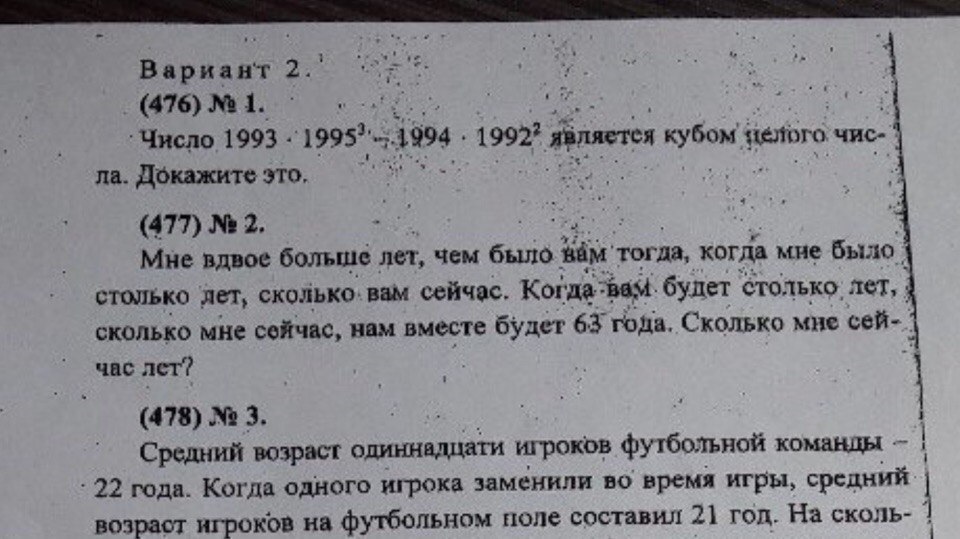 Вариант 2.
(476) № 1.
Число 1993 · 1995³ – 1994 · 1992² является кубом целого чис-
ла. Докажите это.
(477) № 2.
Мне вдвое больше лет, чем было вам тогда, когда мне было
столько лет, сколько вам сейчас. Когда вам будет столько лет,
сколько мне сейчас, нам вместе будет 63 года. Сколько мне сей-
час лет?
(478) № 3.
Средний возраст одиннадцати игроков футбольной команды –
22 года. Когда одного игрока заменили во время игры, средний
возраст игроков на футбольном поле составил 21 год. На сколь-